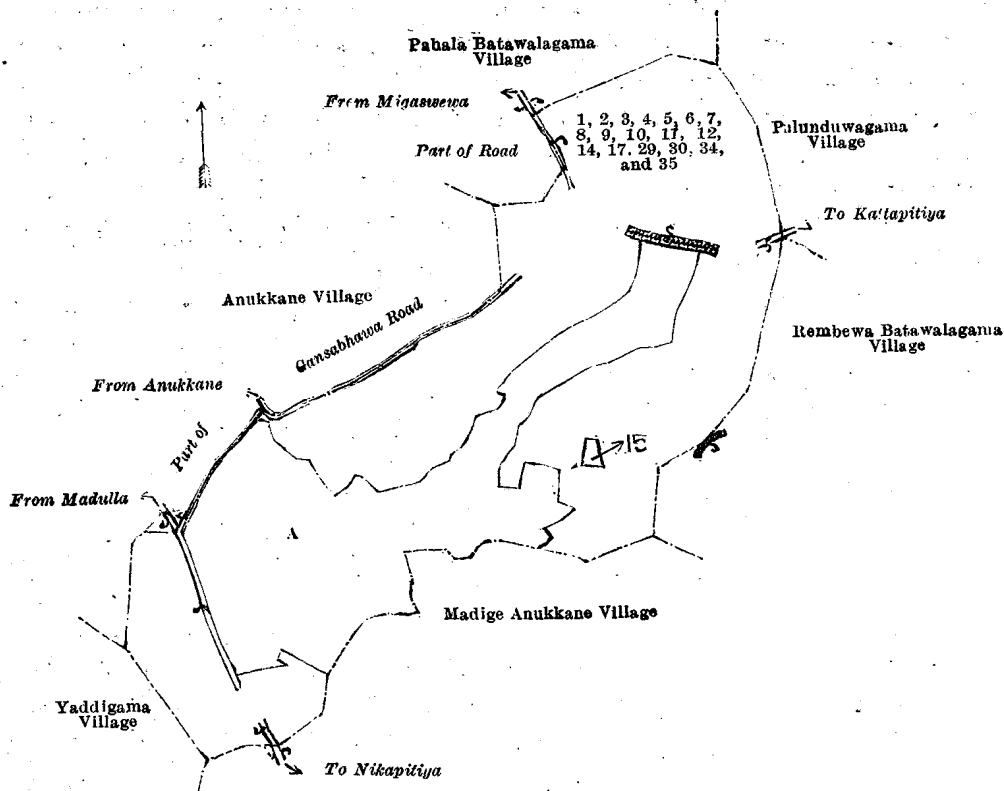 Pahala Batawalagama
Village
From Migaswewa
1, 2, 3, 4, 5, 6, 7,
8, 9, 10, 11, 12,
14, 17, 29, 30, 34,
and 35
Part of Road
Palunduwagama
Village
To Kattapitiya
Anukkane Village
Gansabhawa Road
Rembewa Batawalagama
Village
From Anukkane
Part of
15
From Madulla
A
Madige Anukkane Village
Yaddigama
Village
To Nikapitiya